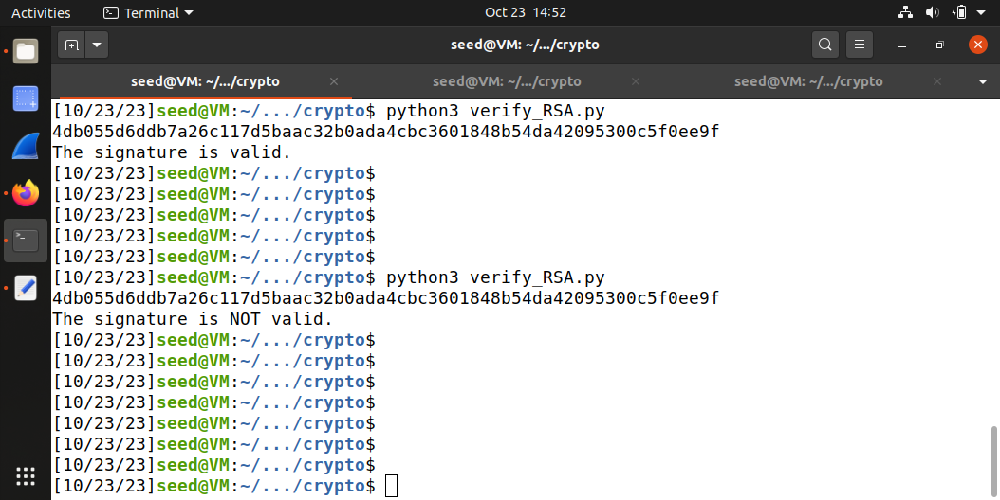 Activities Terminal Oct 23 14:52
seed@VM: ~/.../crypto
seed@VM: ~/.../crypto seed@VM: ~/.../crypto seed@VM: ~/.../crypto
[10/23/23]seed@VM:~/.../crypto$ python3 verify_RSA.py
4db055d6ddb7a26c117d5baac32b0ada4cbc3601848b54da42095300c5f0ee9f
The signature is valid.
[10/23/23]seed@VM:~/.../crypto$
[10/23/23]seed@VM:~/.../crypto$
[10/23/23]seed@VM:~/.../crypto$
[10/23/23]seed@VM:~/.../crypto$
[10/23/23]seed@VM:~/.../crypto$
[10/23/23]seed@VM:~/.../crypto$ python3 verify_RSA.py
4db055d6ddb7a26c117d5baac32b0ada4cbc3601848b54da42095300c5f0ee9f
The signature is NOT valid.
[10/23/23]seed@VM:~/.../crypto$
[10/23/23]seed@VM:~/.../crypto$
[10/23/23]seed@VM:~/.../crypto$
[10/23/23]seed@VM:~/.../crypto$
[10/23/23]seed@VM:~/.../crypto$
[10/23/23]seed@VM:~/.../crypto$
[10/23/23]seed@VM:~/.../crypto$
[10/23/23]seed@VM:~/.../crypto$